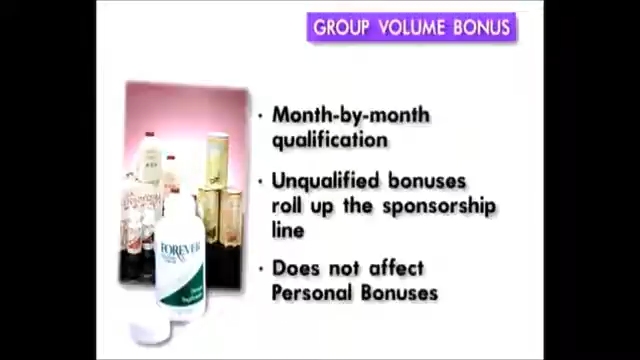 GROUP VOLUME BONUS
· Month-by-month
qualification
· Unqualified bonuses
roll up the sponsorship
line
· Does not affect
Personal Bonuses
FOREVER